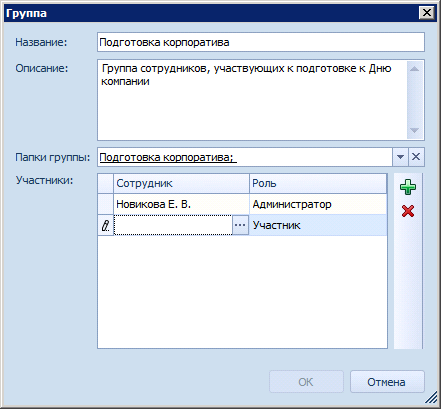 Группа
Название: Подготовка корпоратива
Описание: Группа сотрудников, участвующих к подготовке к Дню
компании
Папки группы: Подготовка корпоратива;
Участники: Сотрудник Роль
Новикова Е. В. Администратор
... Участник
ОК Отмена